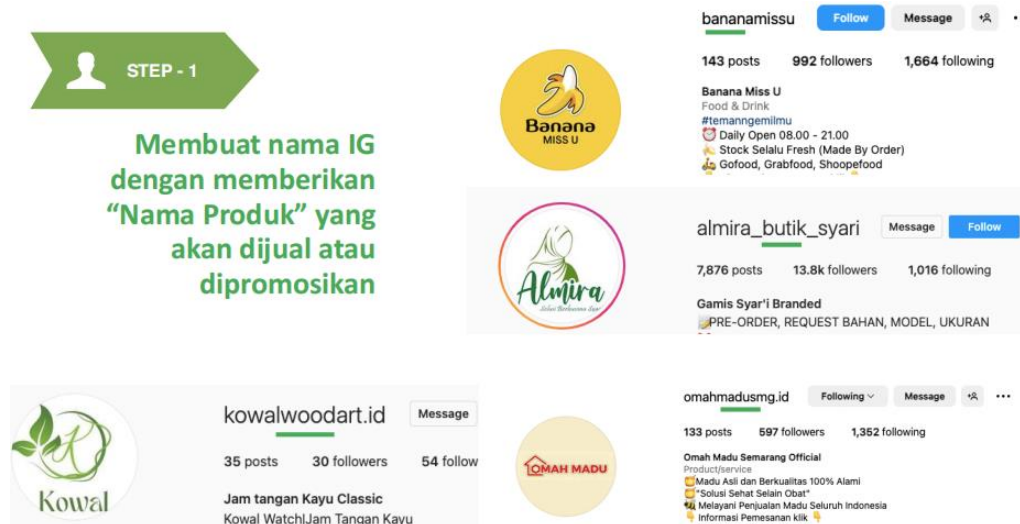 STEP - 1
Membuat nama IG
dengan memberikan
“Nama Produk” yang
akan dijual atau
dipromosikan
Banana
MISS U
bananamissu Follow Message
143 posts 992 followers 1,664 following
Banana Miss U
Food & Drink
#temanngemilmu
Daily Open 08.00 - 21.00
Stock Selalu Fresh (Made By Order)
Gofood, Grabfood, Shopefood
Almira
Solusi Berbusana Syar'i
almira_butik_syari Message Follow
7,876 posts 13.8k followers 1,016 following
Gamis Syar'i Branded
PRE-ORDER, REQUEST BAHAN, MODEL, UKURAN
Kowal
kowalwoodart.id Message
35 posts 30 followers 54 follow
Jam tangan Kayu Classic
Kowal Watch|Jam Tangan Kayu
OMAH MADU
omahmadusmg.id Following Message
133 posts 597 followers 1,352 following
Omah Madu Semarang Official
Product/service
Madu Asli dan Berkualitas 100% Alami
"Solusi Sehat Selain Obat"
Melayani Penjualan Madu Seluruh Indonesia
Informasi Pemesanan klik